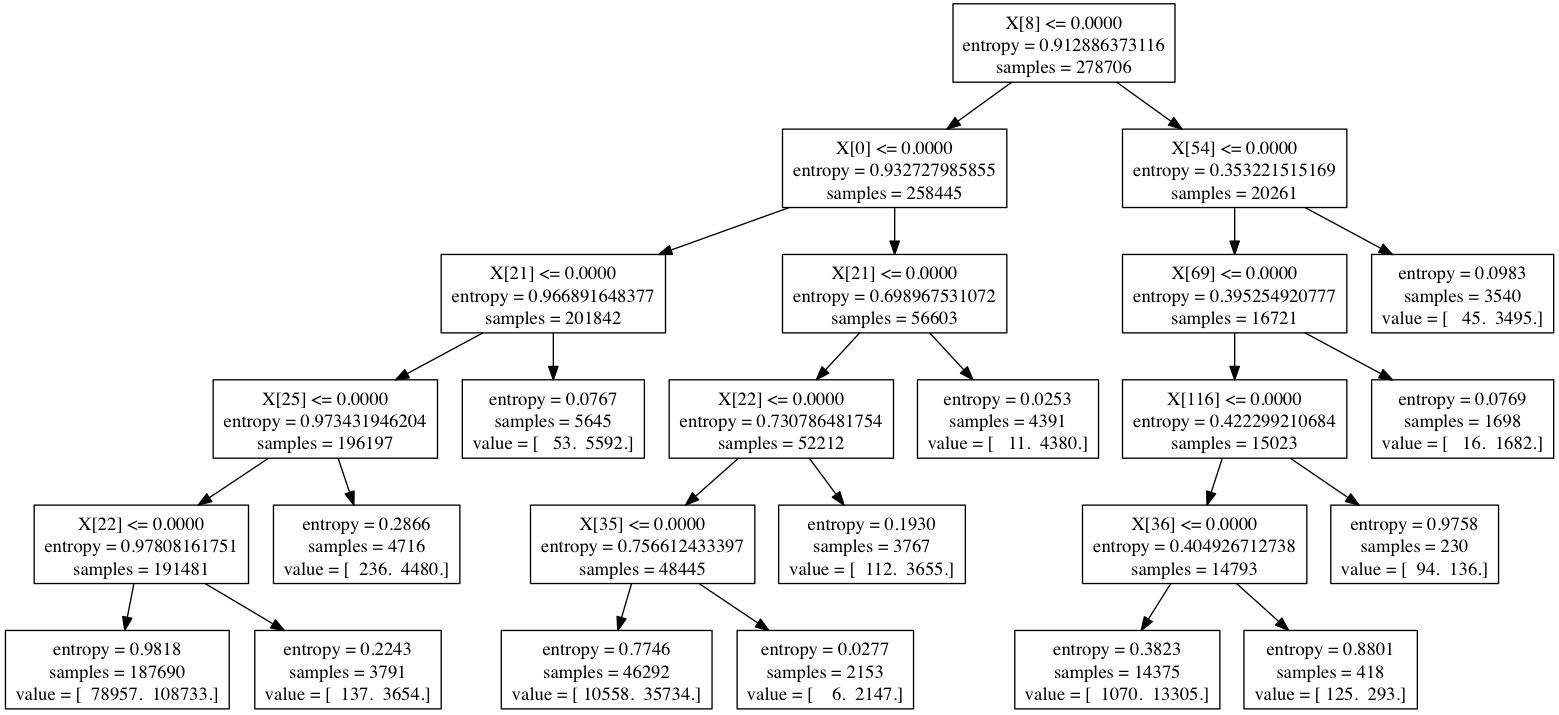 X[8] <= 0.0000
entropy = 0.912886373116
samples = 278706
X[0] <= 0.0000
entropy = 0.932727985855
samples = 258445
X[54] <= 0.0000
entropy = 0.353221515169
samples = 20261
X[21] <= 0.0000
entropy = 0.966891648377
samples = 201842
X[21] <= 0.0000
entropy = 0.698967531072
samples = 56603
X[69] <= 0.0000
entropy = 0.395254920777
samples = 16721
entropy = 0.0983
samples = 3540
value = [   45.  3495.]
X[25] <= 0.0000
entropy = 0.973431946204
samples = 196197
entropy = 0.0767
samples = 5645
value = [   53.  5592.]
X[22] <= 0.0000
entropy = 0.730786481754
samples = 52212
entropy = 0.0253
samples = 4391
value = [   11.  4380.]
X[116] <= 0.0000
entropy = 0.422299210684
samples = 15023
entropy = 0.0769
samples = 1698
value = [   16.  1682.]
X[22] <= 0.0000
entropy = 0.97808161751
samples = 191481
entropy = 0.2866
samples = 4716
value = [  236.  4480.]
X[35] <= 0.0000
entropy = 0.756612433397
samples = 48445
entropy = 0.1930
samples = 3767
value = [  112.  3655.]
X[36] <= 0.0000
entropy = 0.404926712738
samples = 14793
entropy = 0.9758
samples = 230
value = [  94.  136.]
entropy = 0.9818
samples = 187690
value = [  78957.  108733.]
entropy = 0.2243
samples = 3791
value = [  137.  3654.]
entropy = 0.7746
samples = 46292
value = [ 10558.  35734.]
entropy = 0.0277
samples = 2153
value = [    6.  2147.]
entropy = 0.3823
samples = 14375
value = [  1070.  13305.]
entropy = 0.8801
samples = 418
value = [ 125.  293.]